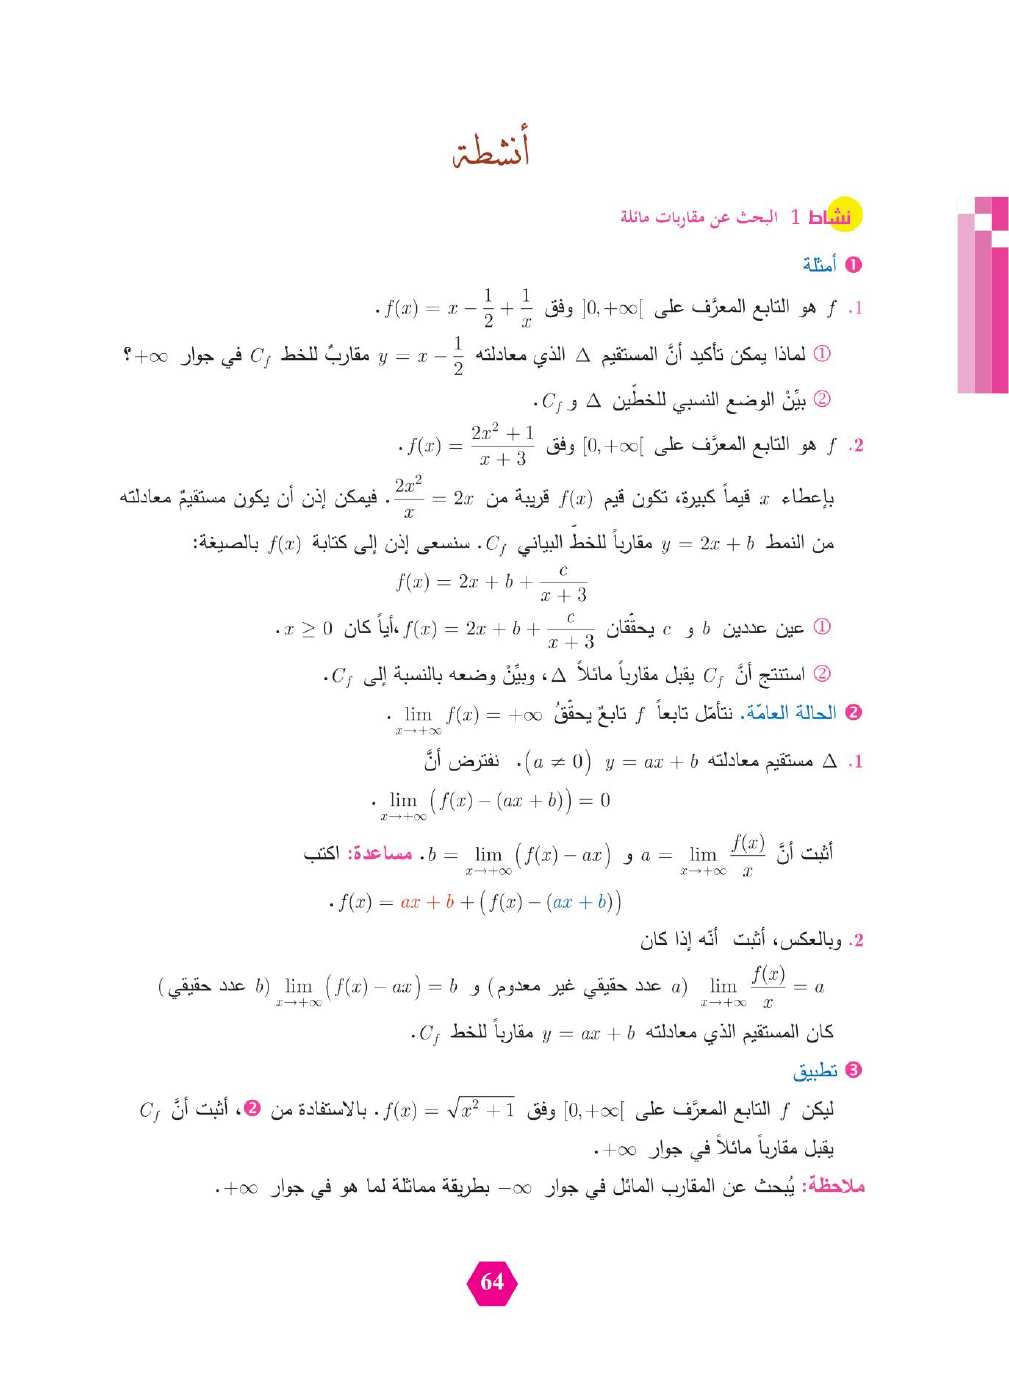 أنشطة
نشاط 1 البحث عن مقاربات مائلة
❶ أمثلة
1. f هو التابع المعرَّف على ]0,+∞[ وفق f(x) = x − 1/2 + 1/x .
① لماذا يمكن تأكيد أنَّ المستقيم Δ الذي معادلته y = x − 1/2 مقاربٌ للخط C_f في جوار +∞؟
② بيِّنْ الوضع النسبي للخطّين Δ و C_f.
2. f هو التابع المعرَّف على [0,+∞[ وفق f(x) = (2x² + 1)/(x + 3) .
بإعطاء x قيماً كبيرة، تكون قيم f(x) قريبة من 2x²/x = 2x . فيمكن إذن أن يكون مستقيمٌ معادلته
من النمط y = 2x + b مقارباً للخطّ البياني C_f. سنسعى إذن إلى كتابة f(x) بالصيغة:
f(x) = 2x + b + c/(x + 3)
① عين عددين b و c يحقّقان f(x) = 2x + b + c/(x + 3)، أياً كان x ≥ 0 .
② استنتج أنَّ C_f يقبل مقارباً مائلاً Δ، وبيِّنْ وضعه بالنسبة إلى C_f.
❷ الحالة العامّة. نتأمّل تابعاً f تابعٌ يحقّقُ lim_{x→+∞} f(x) = +∞ .
1. Δ مستقيم معادلته y = ax + b (a ≠ 0). نفترض أنَّ
lim_{x→+∞} (f(x) − (ax + b)) = 0 .
أثبت أنَّ a = lim_{x→+∞} f(x)/x و b = lim_{x→+∞} (f(x) − ax). مساعدة: اكتب
f(x) = ax + b + (f(x) − (ax + b)) .
2. وبالعكس، أثبت أنّه إذا كان
lim_{x→+∞} f(x)/x = a (a عدد حقيقي غير معدوم) و lim_{x→+∞} (f(x) − ax) = b (b عدد حقيقي)
كان المستقيم الذي معادلته y = ax + b مقارباً للخط C_f.
❸ تطبيق
ليكن f التابع المعرَّف على [0,+∞[ وفق f(x) = √(x² + 1) . بالاستفادة من ❷، أثبت أنَّ C_f
يقبل مقارباً مائلاً في جوار +∞.
ملاحظة: يُبحث عن المقارب المائل في جوار −∞ بطريقة مماثلة لما هو في جوار +∞.
64